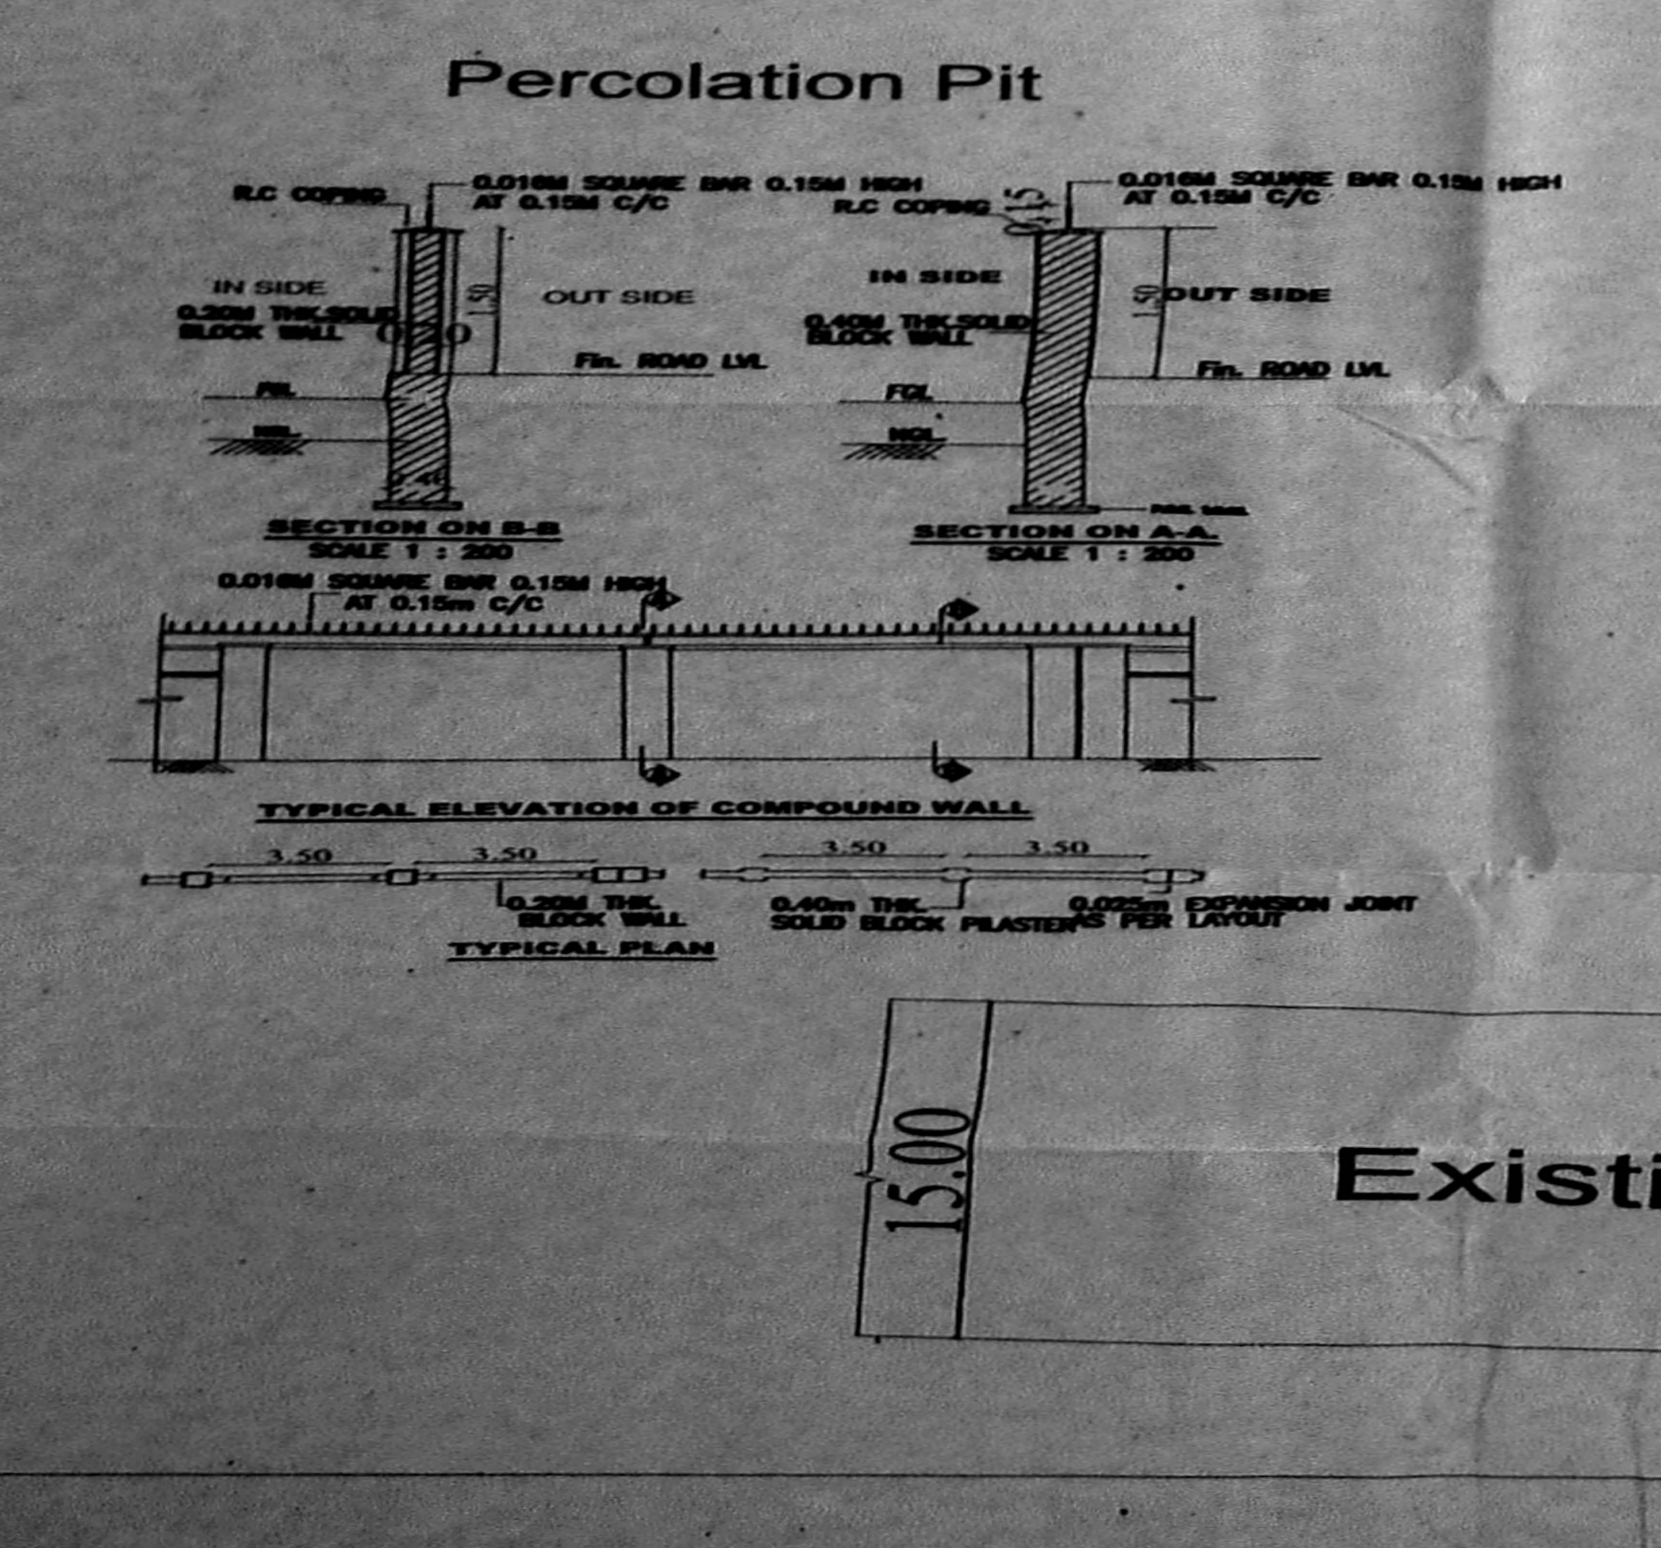 Percolation Pit
R.C COPING
0.016M SQUARE BAR 0.15M HIGH
AT 0.15M C/C
R.C COPING
0.15
0.016M SQUARE BAR 0.15M HIGH
AT 0.15M C/C
IN SIDE
0.20M THK.SOLID
BLOCK WALL
0.20
OUT SIDE
Fin. ROAD LVL
IN SIDE
0.40M THK.SOLID
BLOCK WALL
OUT SIDE
Fin. ROAD LVL
FGL
NGL
SECTION ON B-B
SCALE 1 : 200
SECTION ON A-A.
SCALE 1 : 200
0.016M SQUARE BAR 0.15M HIGH
AT 0.15m C/C
TYPICAL ELEVATION OF COMPOUND WALL
3.50
3.50
3.50
3.50
0.20M THK.
BLOCK WALL
0.40m THK.
SOLID BLOCK PILASTER
0.025m EXPANSION JOINT
AS PER LAYOUT
TYPICAL PLAN
15.00
Existi